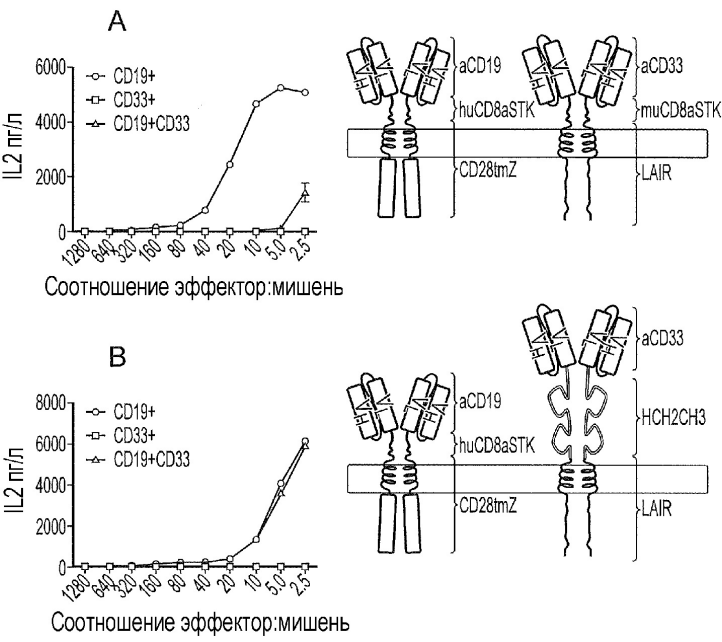 A
IL2 пг/л
6000
4000
2000
0
CD19+
CD33+
CD19+CD33
1280
640
320
160
80
40
20
10
5.0
2.5
Соотношение эффектор:мишень
aCD19
huCD8aSTK
CD28tmZ
aCD33
muCD8aSTK
LAIR
B
IL2 пг/л
8000
6000
4000
2000
0
CD19+
CD33+
CD19+CD33
1280
640
320
160
80
40
20
10
5.0
2.5
Соотношение эффектор:мишень
aCD19
huCD8aSTK
CD28tmZ
aCD33
HCH2CH3
LAIR